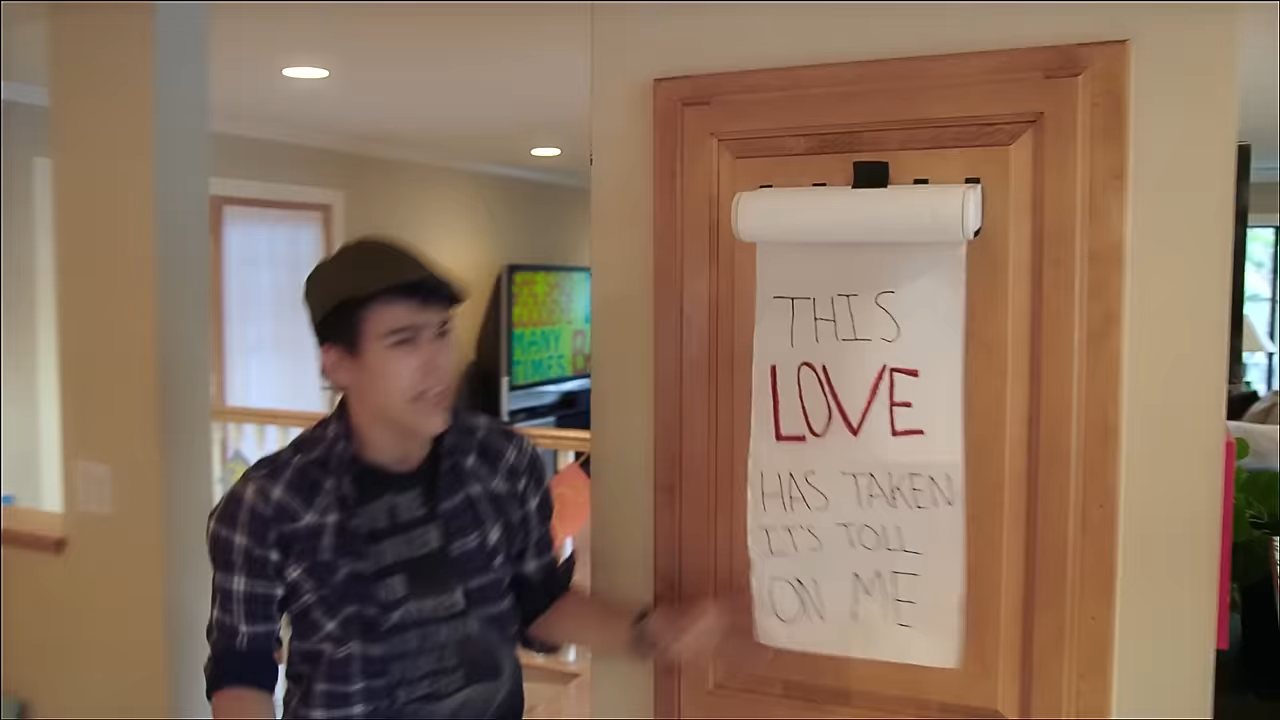 THIS
LOVE
HAS TAKEN
IT'S TOLL
ON ME
MANY
TIMES